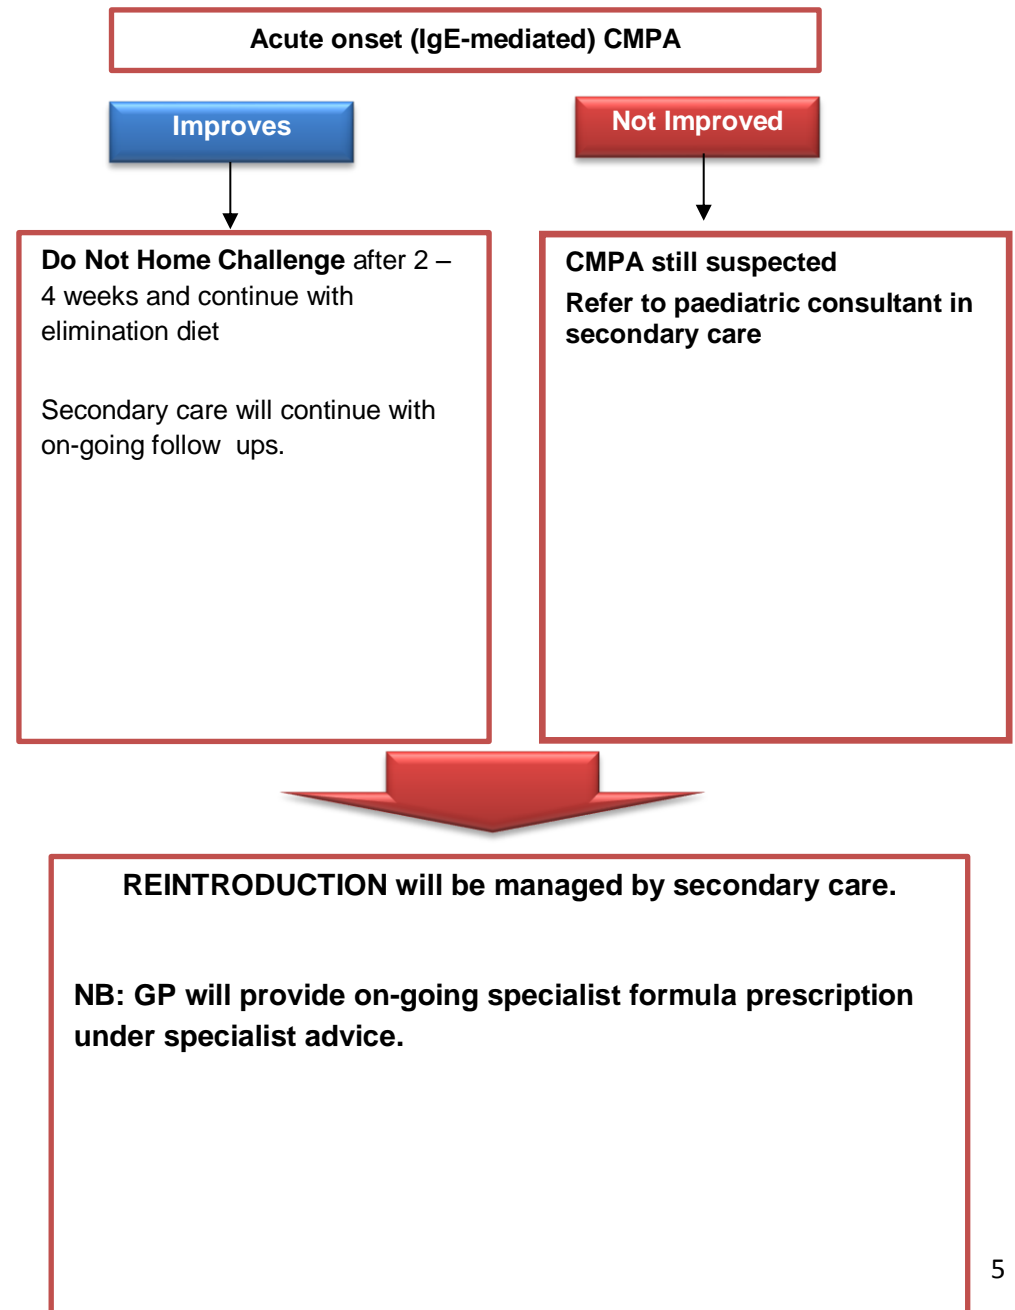 Acute onset (IgE-mediated) CMPA
Improves
Not Improved
Do Not Home Challenge after 2 –
4 weeks and continue with
elimination diet
Secondary care will continue with
on-going follow  ups.
CMPA still suspected
Refer to paediatric consultant in
secondary care
REINTRODUCTION will be managed by secondary care.
NB: GP will provide on-going specialist formula prescription
under specialist advice.
5